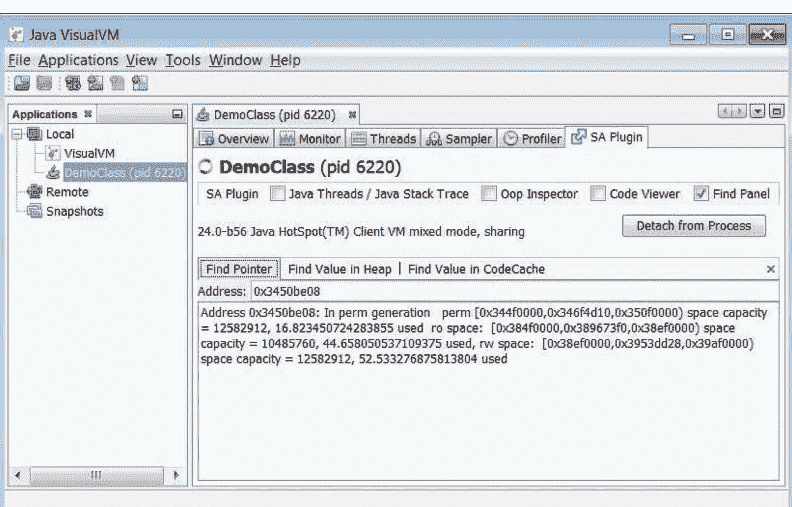 Java VisualVM
File Applications View Tools Window Help
Applications
DemoClass (pid 6220)
Local
VisualVM
DemoClass (pid 6220)
Remote
Snapshots
Overview Monitor Threads Sampler Profiler SA Plugin
DemoClass (pid 6220)
SA Plugin Java Threads / Java Stack Trace Oop Inspector Code Viewer Find Panel
24.0-b56 Java HotSpot(TM) Client VM mixed mode, sharing
Detach from Process
Find Pointer Find Value in Heap | Find Value in CodeCache
Address: 0x3450be08
Address 0x3450be08: In perm generation perm [0x344f0000,0x346f4d10,0x350f0000) space capacity
= 12582912, 16.823450724283855 used ro space: [0x384f0000,0x389673f0,0x38ef0000) space
capacity = 10485760, 44.658050537109375 used, rw space: [0x38ef0000,0x3953dd28,0x39af0000)
space capacity = 12582912, 52.533276875813804 used